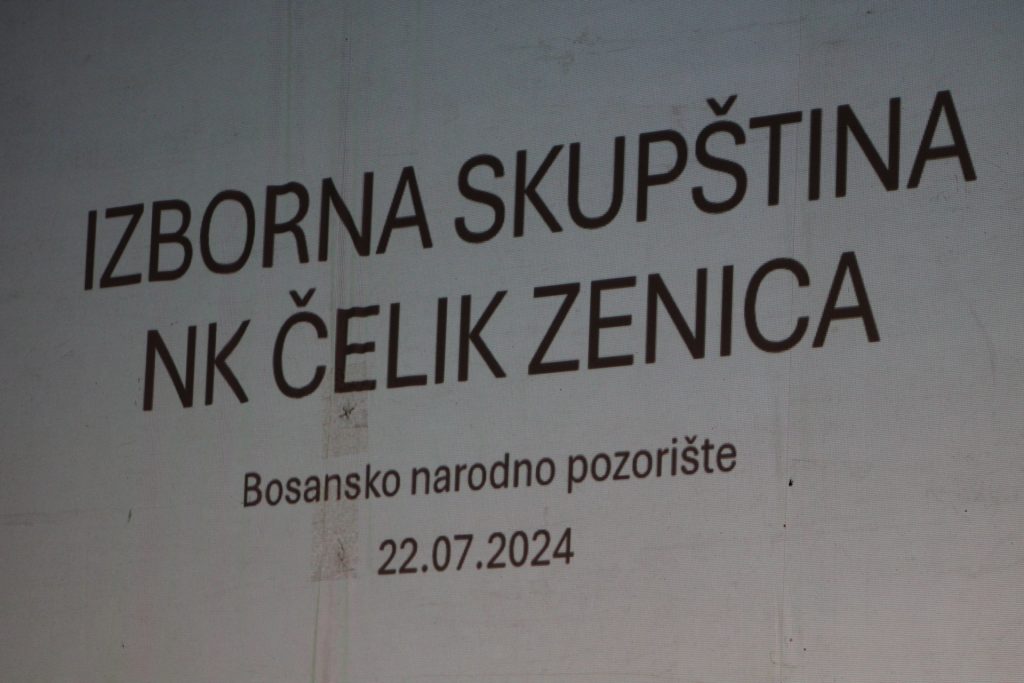 IZBORNA SKUPŠTINA
NK ČELIK ZENICA
Bosansko narodno pozorište
22.07.2024